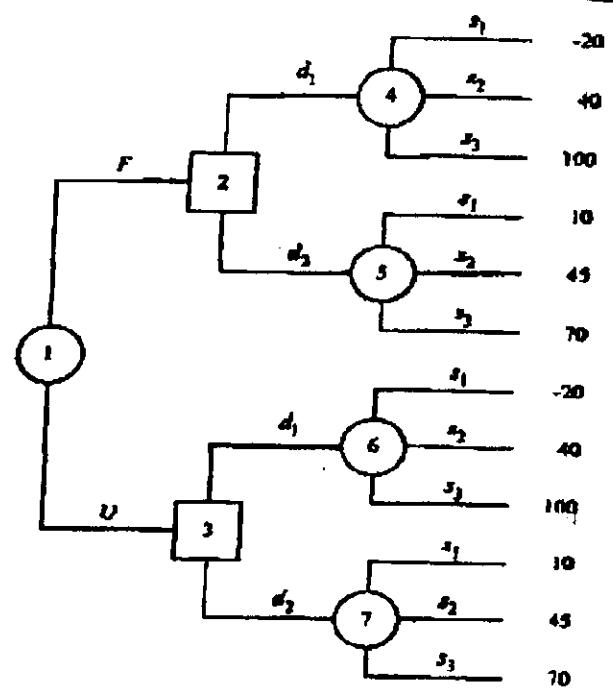 s₁ -20
d₁ 4 s₂ 40
s₃ 100
F 2
s₁ 10
d₂ 5 s₂ 45
s₃ 70
1
s₁ -20
d₁ 6 s₂ 40
s₃ 100
U 3
s₁ 10
d₂ 7 s₂ 45
s₃ 70